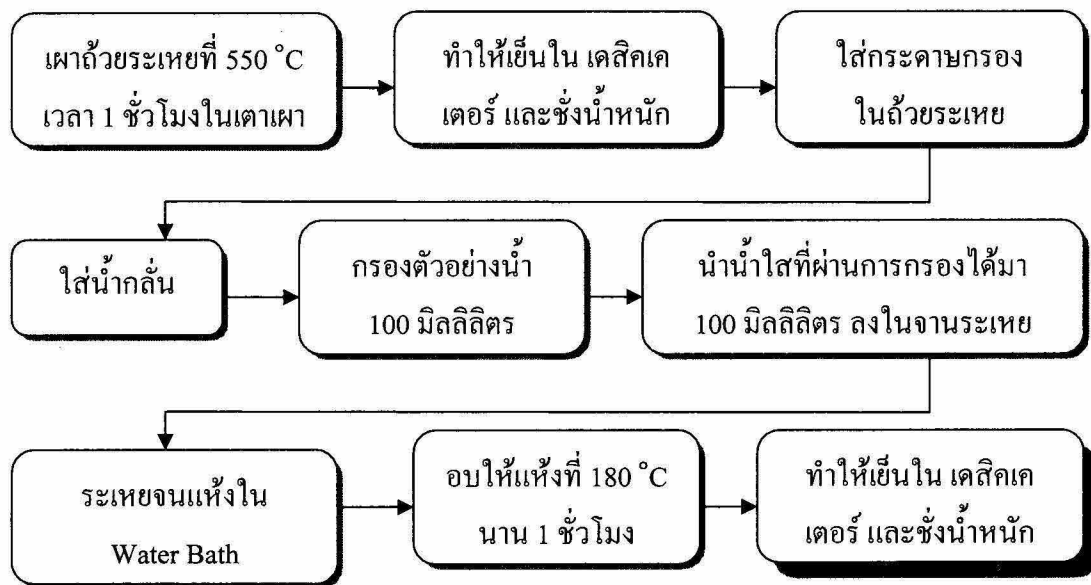 เผาถ้วยระเหยที่ 550 °C
เวลา 1 ชั่วโมงในเตาเผา
ทำให้เย็นใน เดสิคเค
เตอร์ และชั่งน้ำหนัก
ใส่กระดาษกรอง
ในถ้วยระเหย
ใส่น้ำกลั่น
กรองตัวอย่างน้ำ
100 มิลลิลิตร
นำน้ำใสที่ผ่านการกรองได้มา
100 มิลลิลิตร ลงในจานระเหย
ระเหยจนแห้งใน
Water Bath
อบให้แห้งที่ 180 °C
นาน 1 ชั่วโมง
ทำให้เย็นใน เดสิคเค
เตอร์ และชั่งน้ำหนัก